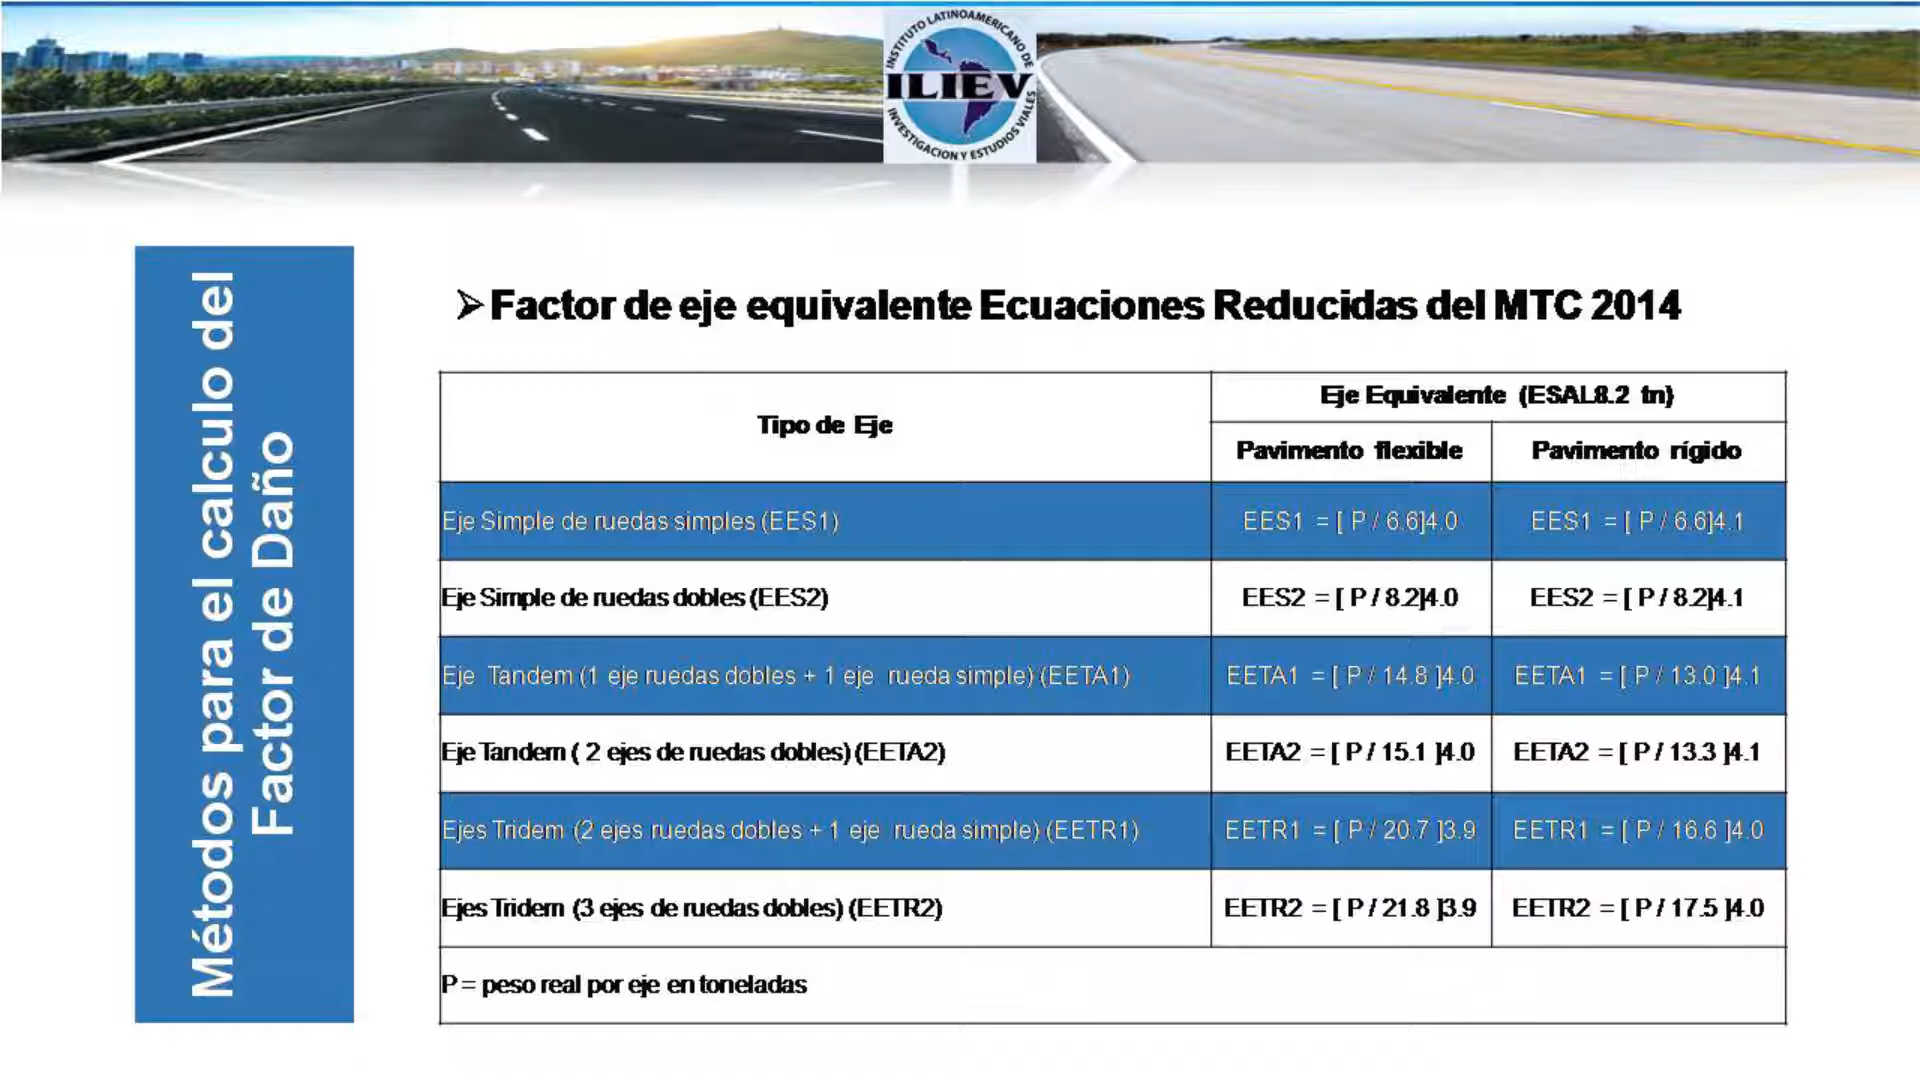 INSTITUTO LATINOAMERICANO DE
ILIEV
INVESTIGACION Y ESTUDIOS VIALES
Métodos para el calculo del
Factor de Daño
➢Factor de eje equivalente Ecuaciones Reducidas del MTC 2014
Tipo de Eje
Eje Equivalente (ESAL8.2 tn)
Pavimento flexible
Pavimento rígido
Eje Simple de ruedas simples (EES1)
EES1 = [ P / 6.6]4.0
EES1 = [ P / 6.6]4.1
Eje Simple de ruedas dobles (EES2)
EES2 = [ P / 8.2]4.0
EES2 = [ P / 8.2]4.1
Eje Tandem (1 eje ruedas dobles + 1 eje rueda simple) (EETA1)
EETA1 = [ P / 14.8 ]4.0
EETA1 = [ P / 13.0 ]4.1
Eje Tandem ( 2 ejes de ruedas dobles) (EETA2)
EETA2 = [ P / 15.1 ]4.0
EETA2 = [ P / 13.3 ]4.1
Ejes Tridem (2 ejes ruedas dobles + 1 eje rueda simple) (EETR1)
EETR1 = [ P / 20.7 ]3.9
EETR1 = [ P / 16.6 ]4.0
Ejes Tridem (3 ejes de ruedas dobles) (EETR2)
EETR2 = [ P / 21.8 ]3.9
EETR2 = [ P / 17.5 ]4.0
P = peso real por eje en toneladas